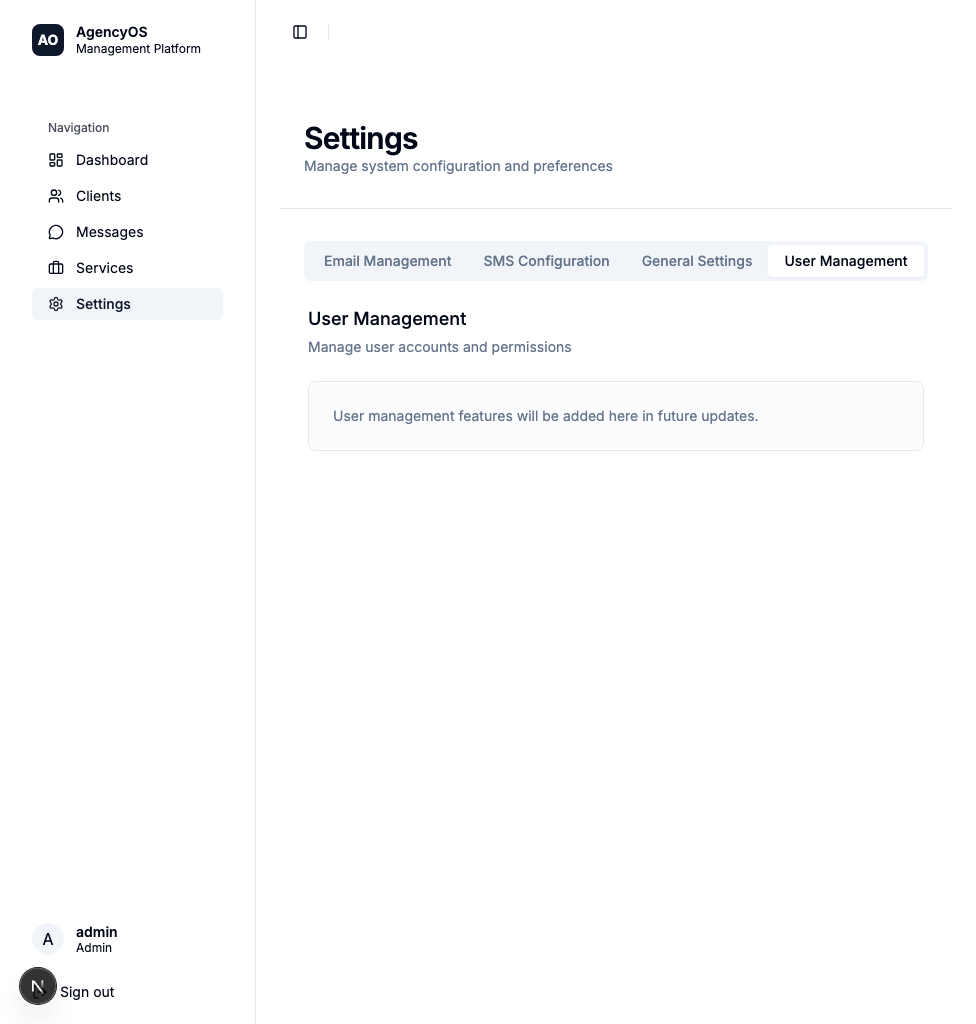 AO
AgencyOS
Management Platform
Navigation
Dashboard
Clients
Messages
Services
Settings
admin
Admin
A
N
Sign out
Settings
Manage system configuration and preferences
Email Management
SMS Configuration
General Settings
User Management
User Management
Manage user accounts and permissions
User management features will be added here in future updates.